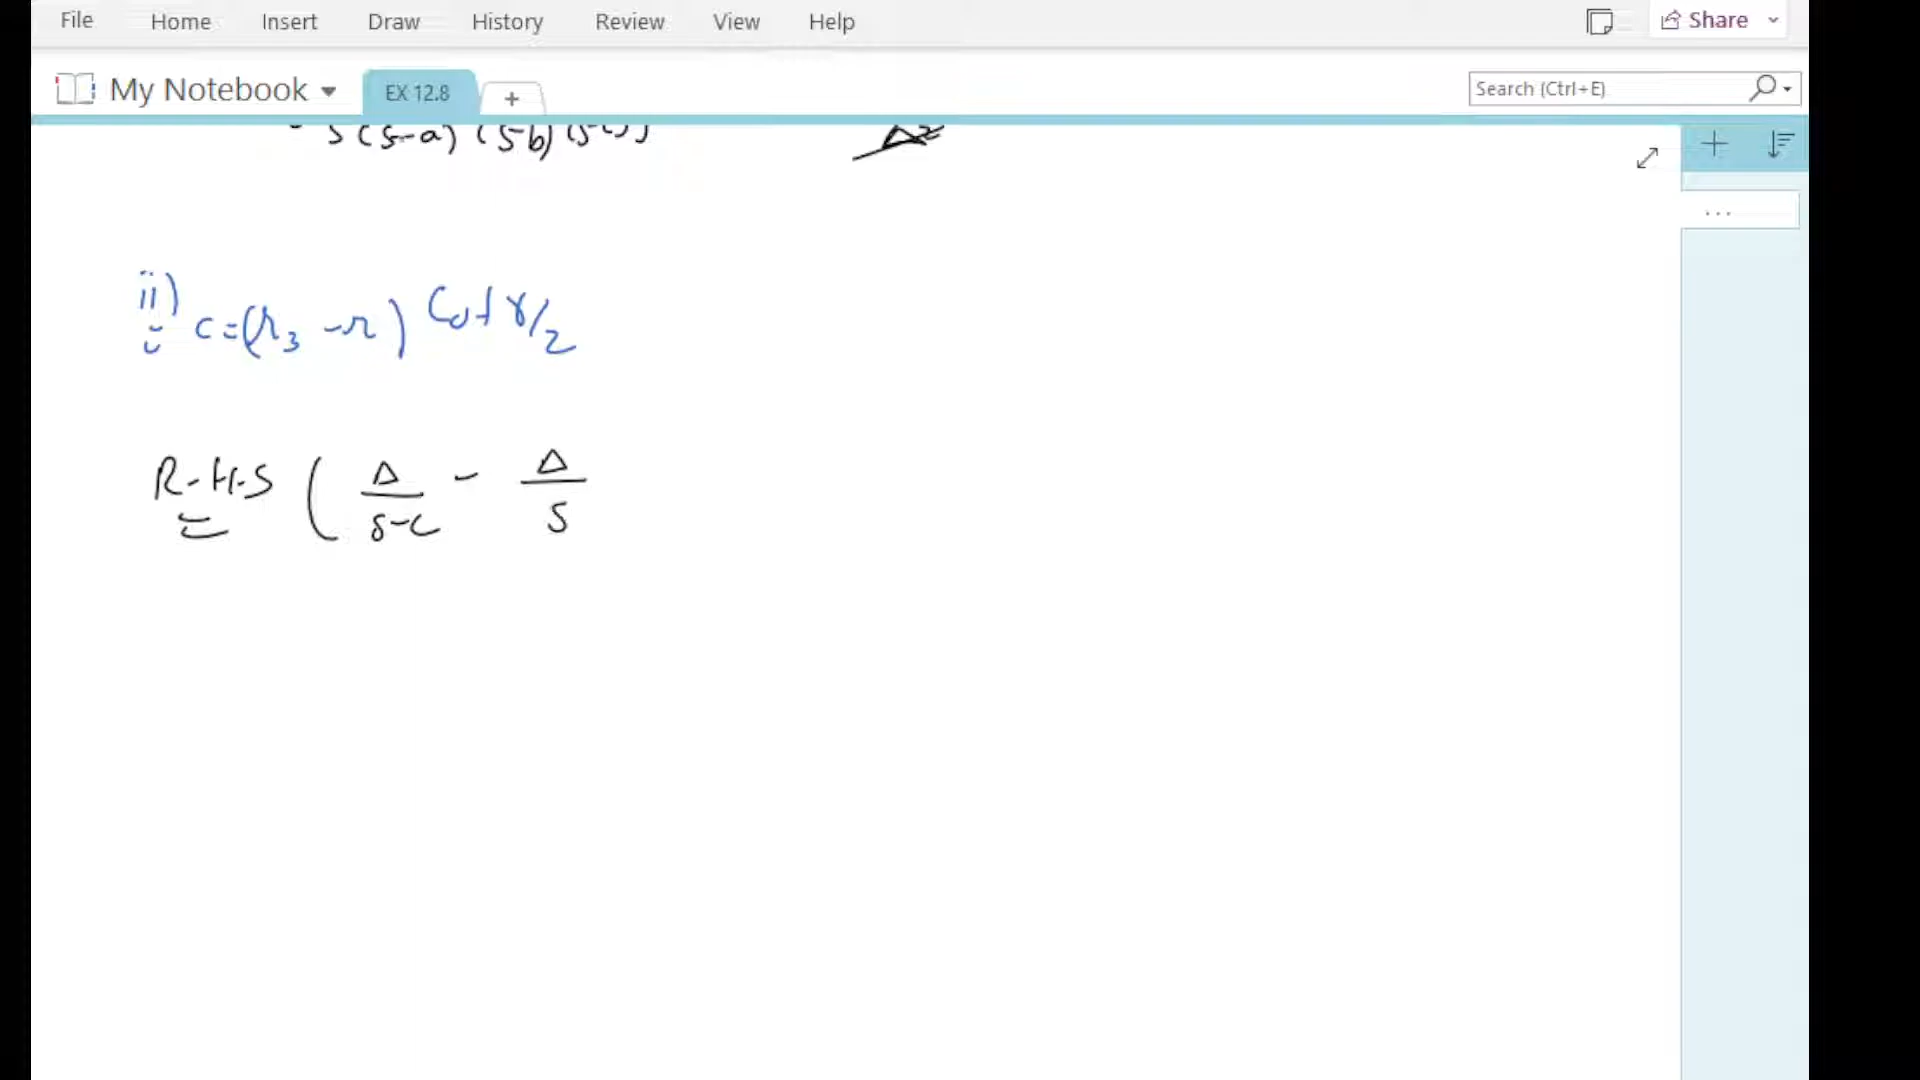 File Home Insert Draw History Review View Help Share
My Notebook EX 12.8 + Search (Ctrl+E)
s(s-a)(s-b)(s-c) Δ²
ii) c=(r₃ -r) Cot γ/2
R-H-S ( Δ/s-c - Δ/s